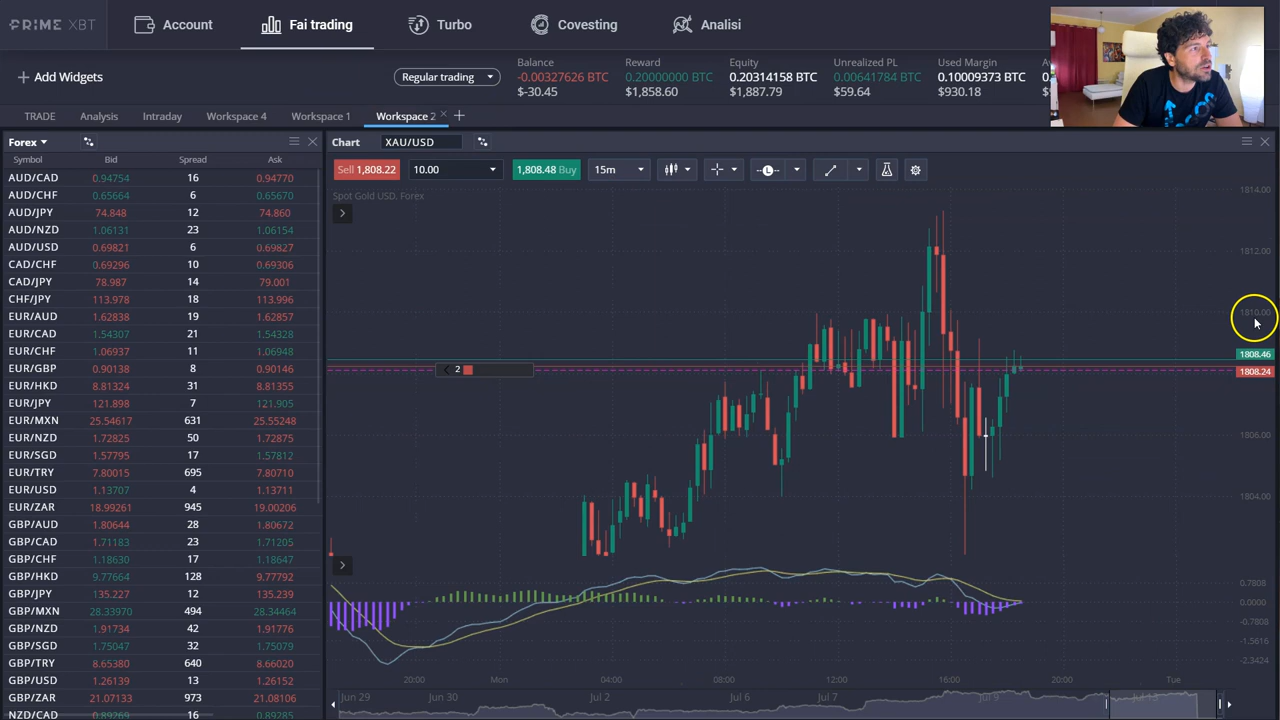 PRIME XBT
Account
Fai trading
Turbo
Covesting
Analisi
Add Widgets
Regular trading
Balance
-0.00327626 BTC
$-30.45
Reward
0.20000000 BTC
$1,858.60
Equity
0.20314158 BTC
$1,887.79
Unrealized PL
0.00641784 BTC
$59.64
Used Margin
0.10009373 BTC
$930.18
TRADE
Analysis
Intraday
Workspace 4
Workspace 1
Workspace 2
Forex
Symbol Bid Spread Ask
AUD/CAD 0.94754 16 0.94770
AUD/CHF 0.65664 6 0.65670
AUD/JPY 74.848 12 74.860
AUD/NZD 1.06131 23 1.06154
AUD/USD 0.69821 6 0.69827
CAD/CHF 0.69296 10 0.69306
CAD/JPY 78.987 14 79.001
CHF/JPY 113.978 18 113.996
EUR/AUD 1.62838 19 1.62857
EUR/CAD 1.54307 21 1.54328
EUR/CHF 1.06937 11 1.06948
EUR/GBP 0.90138 8 0.90146
EUR/HKD 8.81324 31 8.81355
EUR/JPY 121.898 7 121.905
EUR/MXN 25.54617 631 25.55248
EUR/NZD 1.72825 50 1.72875
EUR/SGD 1.57795 17 1.57812
EUR/TRY 7.80015 695 7.80710
EUR/USD 1.13707 4 1.13711
EUR/ZAR 18.99261 945 19.00206
GBP/AUD 1.80644 28 1.80672
GBP/CAD 1.71183 23 1.71205
GBP/CHF 1.18630 17 1.18647
GBP/HKD 9.77664 128 9.77792
GBP/JPY 135.227 12 135.239
GBP/MXN 28.33970 494 28.34464
GBP/NZD 1.91734 42 1.91776
GBP/SGD 1.75047 32 1.75079
GBP/TRY 8.65380 640 8.66020
GBP/USD 1.26139 13 1.26152
GBP/ZAR 21.07133 973 21.08106
NZD/CAD 0.89269 16 0.89285
Chart XAU/USD
Sell 1,808.22
10.00
1,808.48 Buy
15m
L
Spot Gold USD, Forex
1814.00
1812.00
1810.00
1808.46
1808.24
1806.00
1804.00
2
0.7808
0.0000
-0.7808
-1.5616
-2.3424
20:00 Mon 04:00 08:00 12:00 16:00 20:00 Tue
Jun 29 Jun 30 Jul 2 Jul 6 Jul 7 Jul 9